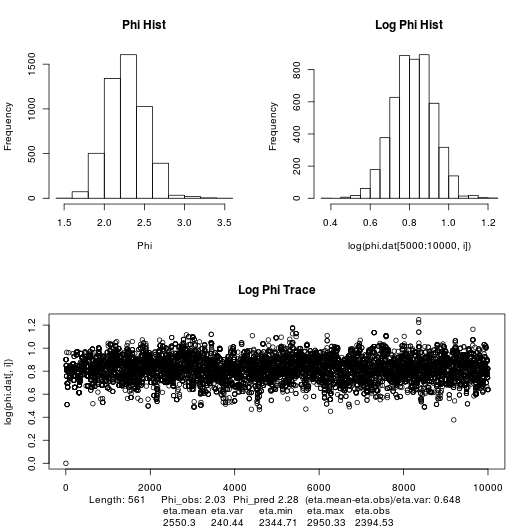 Phi Hist
Log Phi Hist
Frequency
0 500 1000 1500
1.5 2.0 2.5 3.0 3.5
Phi
Frequency
0 200 400 600 800
0.4 0.6 0.8 1.0 1.2
log(phi.dat[5000:10000, i])
Log Phi Trace
log(phi.dat[, i])
0.0 0.2 0.4 0.6 0.8 1.0 1.2
0 2000 4000 6000 8000 10000
Length: 561 Phi_obs: 2.03 Phi_pred 2.28 (eta.mean-eta.obs)/eta.var: 0.648
eta.mean eta.var eta.min eta.max eta.obs
2550.3 240.44 2344.71 2950.33 2394.53